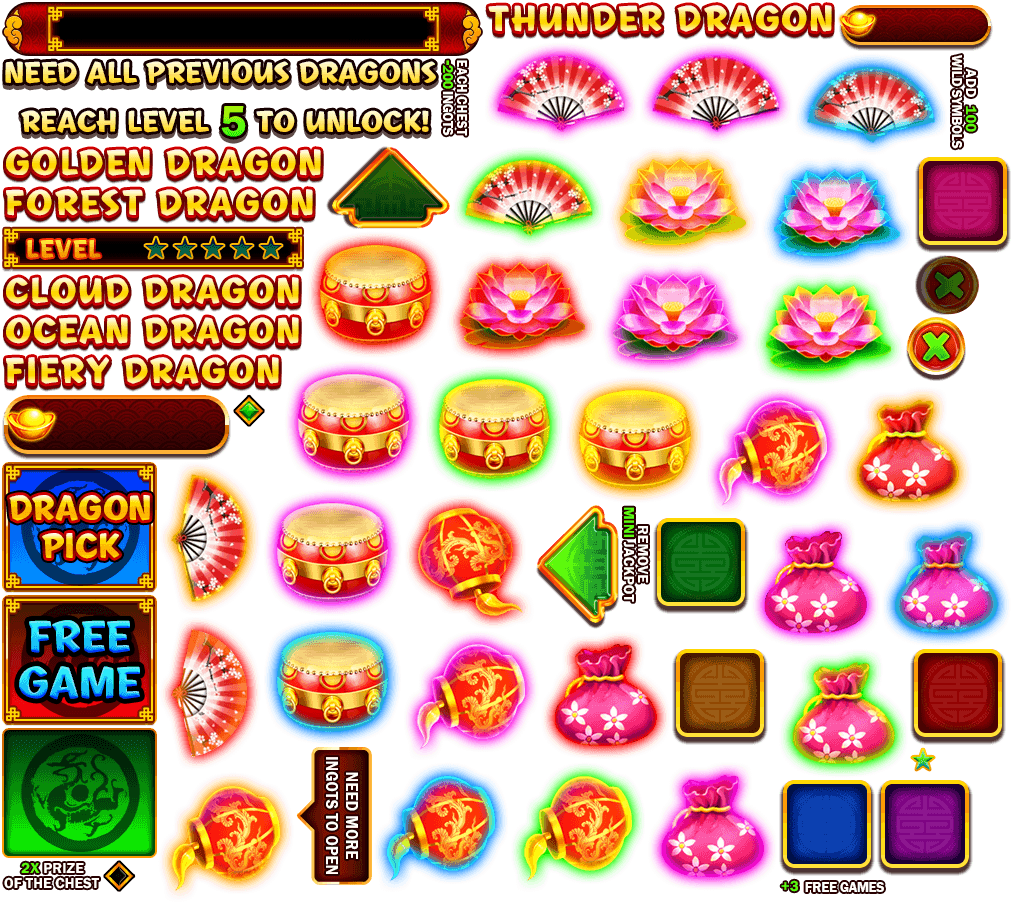 THUNDER DRAGON
NEED ALL PREVIOUS DRAGONS
EACH CHEST
-200 INGOTS
ADD 100
WILD SYMBOLS
REACH LEVEL 5 TO UNLOCK!
GOLDEN DRAGON
FOREST DRAGON
LEVEL
CLOUD DRAGON
OCEAN DRAGON
FIERY DRAGON
DRAGON
PICK
REMOVE
MINI JACKPOT
FREE
GAME
NEED MORE
INGOTS TO OPEN
2X PRIZE
OF THE CHEST
+3 FREE GAMES